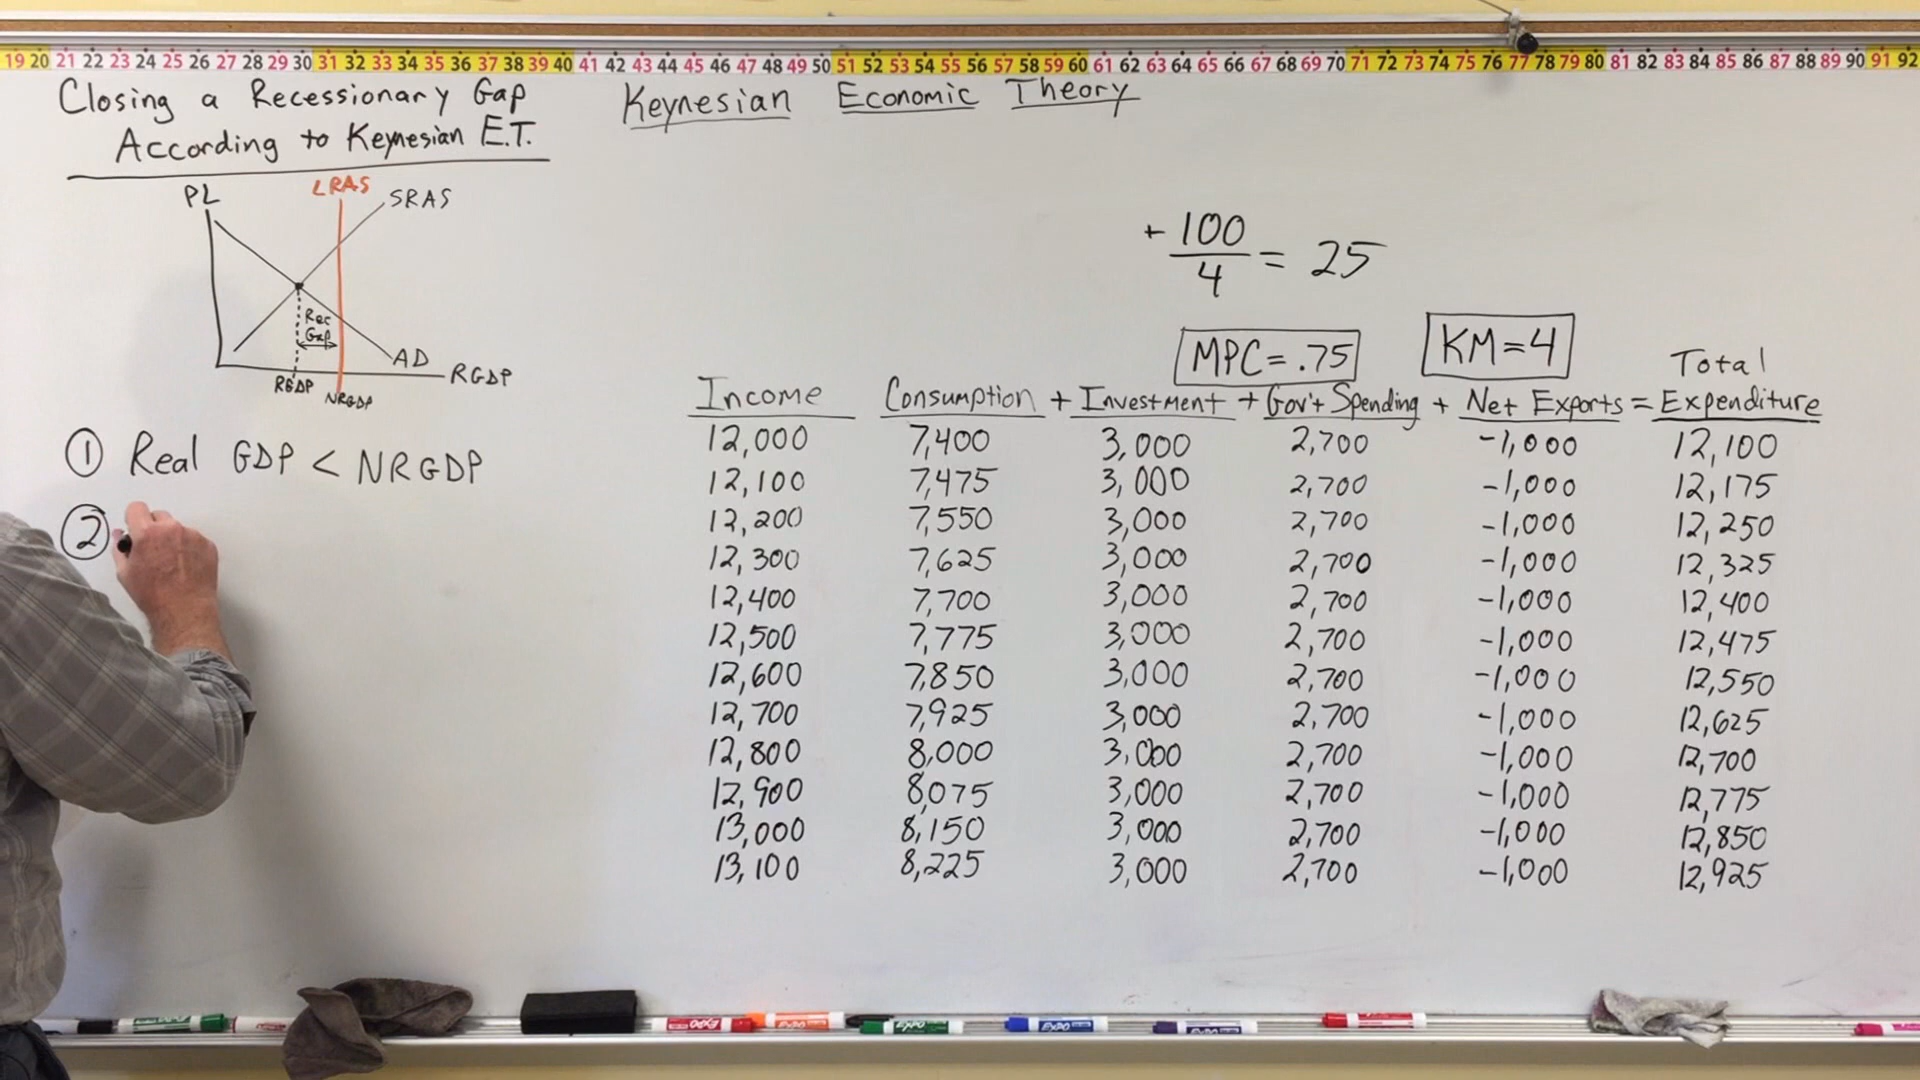 19 20 21 22 23 24 25 26 27 28 29 30 31 32 33 34 35 36 37 38 39 40 41 42 43 44 45 46 47 48 49 50 51 52 53 54 55 56 57 58 59 60 61 62 63 64 65 66 67 68 69 70 71 72 73 74 75 76 77 78 79 80 81 82 83 84 85 86 87 88 89 90 91 92
Closing a Recessionary Gap
According to Keynesian E.T.
PL
LRAS
SRAS
Rec
Gap
AD
RGDP
RGDP
NRGDP
① Real GDP < NRGDP
②
Keynesian Economic Theory
+ 100
4
= 25
MPC = .75
KM = 4
Total
Income Consumption + Investment + Gov't Spending + Net Exports = Expenditure
12,000 7,400 3,000 2,700 -1,000 12,100
12,100 7,475 3,000 2,700 -1,000 12,175
12,200 7,550 3,000 2,700 -1,000 12,250
12,300 7,625 3,000 2,700 -1,000 12,325
12,400 7,700 3,000 2,700 -1,000 12,400
12,500 7,775 3,000 2,700 -1,000 12,475
12,600 7,850 3,000 2,700 -1,000 12,550
12,700 7,925 3,000 2,700 -1,000 12,625
12,800 8,000 3,000 2,700 -1,000 12,700
12,900 8,075 3,000 2,700 -1,000 12,775
13,000 8,150 3,000 2,700 -1,000 12,850
13,100 8,225 3,000 2,700 -1,000 12,925
EXPO
EXPO
EXPO
EXPO
EXPO
EXPO